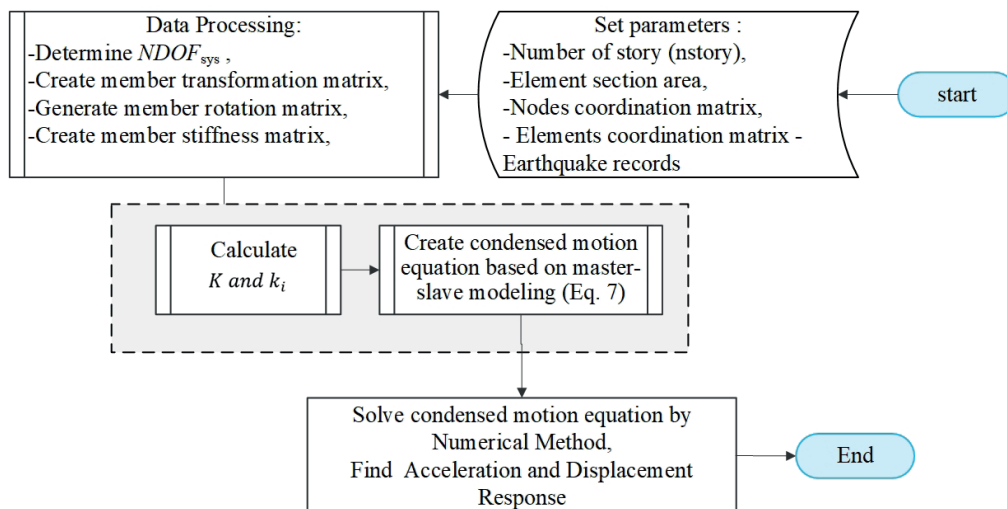 start
Set parameters :
-Number of story (nstory),
-Element section area,
-Nodes coordination matrix,
- Elements coordination matrix -
Earthquake records
Data Processing:
-Determine NDOFsys ,
-Create member transformation matrix,
-Generate member rotation matrix,
-Create member stiffness matrix,
Calculate
K and ki
Create condensed motion
equation based on master-
slave modeling (Eq. 7)
Solve condensed motion equation by
Numerical Method,
Find Acceleration and Displacement
Response
End